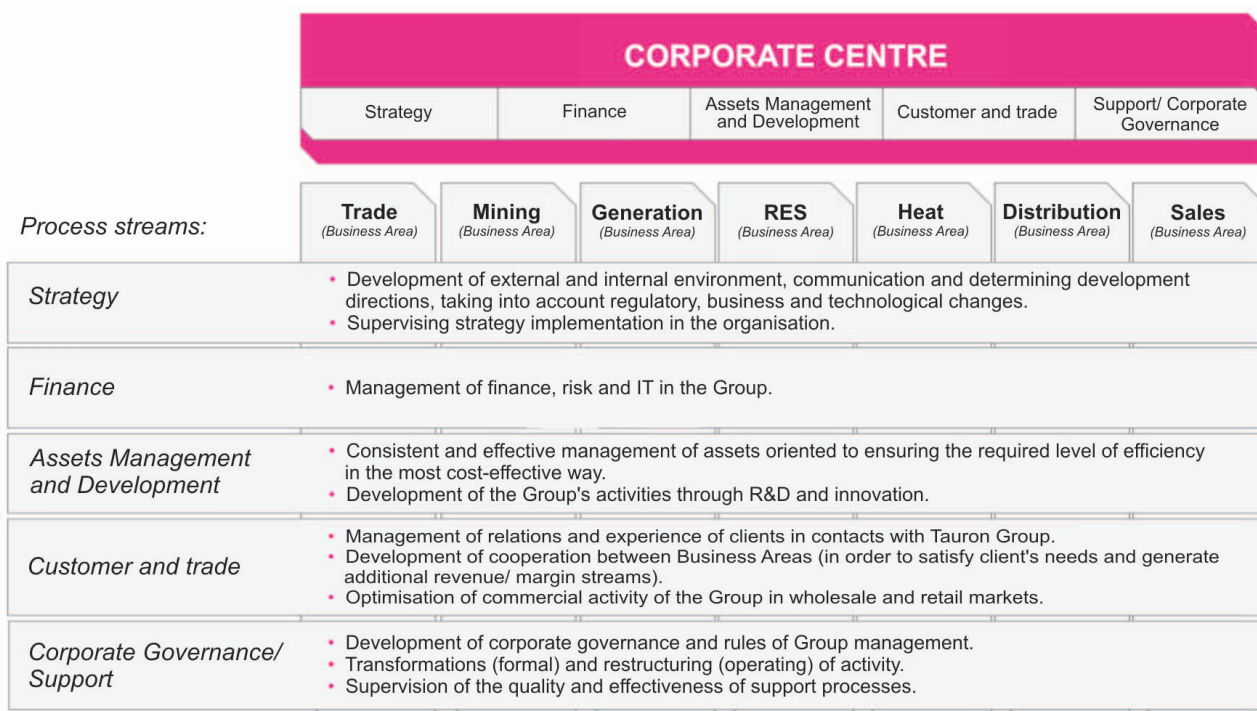 CORPORATE CENTRE
Strategy
Finance
Assets Management
and Development
Customer and trade
Support/ Corporate
Governance
Process streams:
Trade
(Business Area)
Mining
(Business Area)
Generation
(Business Area)
RES
(Business Area)
Heat
(Business Area)
Distribution
(Business Area)
Sales
(Business Area)
Strategy
• Development of external and internal environment, communication and determining development
directions, taking into account regulatory, business and technological changes.
• Supervising strategy implementation in the organisation.
Finance
• Management of finance, risk and IT in the Group.
Assets Management
and Development
• Consistent and effective management of assets oriented to ensuring the required level of efficiency
in the most cost-effective way.
• Development of the Group's activities through R&D and innovation.
Customer and trade
• Management of relations and experience of clients in contacts with Tauron Group.
• Development of cooperation between Business Areas (in order to satisfy client's needs and generate
additional revenue/ margin streams).
• Optimisation of commercial activity of the Group in wholesale and retail markets.
Corporate Governance/
Support
• Development of corporate governance and rules of Group management.
• Transformations (formal) and restructuring (operating) of activity.
• Supervision of the quality and effectiveness of support processes.